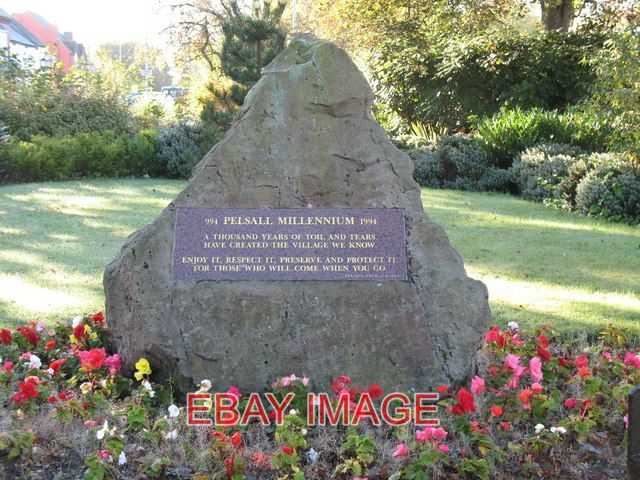 994 PELSALL MILLENNIUM 1994
A THOUSAND YEARS OF TOIL AND TEARS
HAVE CREATED THE VILLAGE WE KNOW.
ENJOY IT, RESPECT IT, PRESERVE AND PROTECT IT
FOR THOSE WHO WILL COME WHEN YOU GO.
EBAY IMAGE